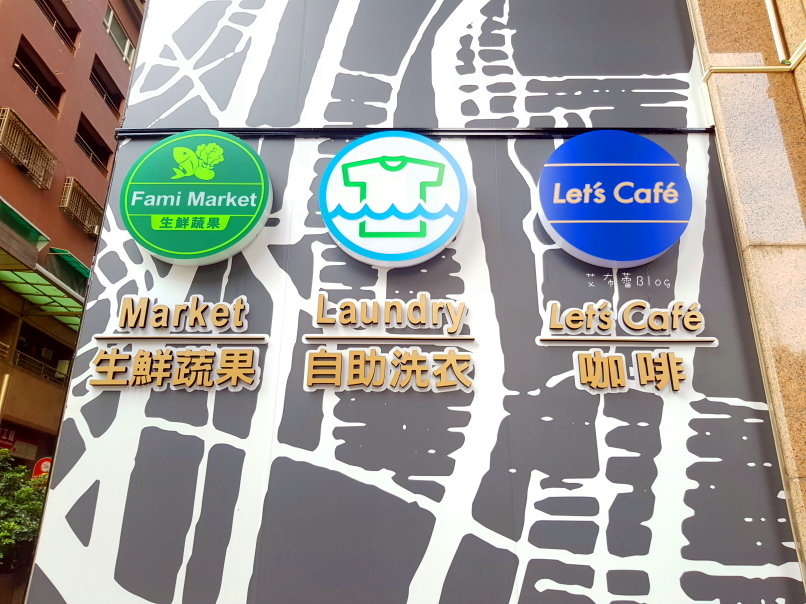 Fami Market
生鮮蔬果
Let's Café
艾布蕾Blog
Market
生鮮蔬果
Laundry
自助洗衣
Let's Café
咖啡